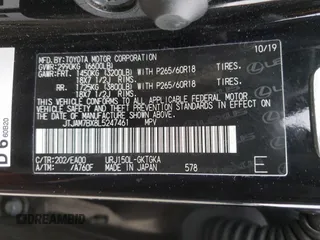 MFD. BY:TOYOTA MOTOR CORPORATION 10/19
GVWR:2990KG (6600LB)
GAWR:FRT. 1450KG (3200LB) WITH P265/60R18 TIRES,
18X7 1/2J RIMS.
RR. 1725KG (3800LB) WITH P265/60R18 TIRES,
18X7 1/2J RIMS.
THIS VEHICLE CONFORMS TO ALL APPLICABLE FEDERAL MOTOR
VEHICLE SAFETY AND THEFT PREVENTION STANDARDS IN EFFECT
ON THE DATE OF MANUFACTURE SHOWN ABOVE.
JTJAM7BX8L5247461 MPV
C/TR:202/EA00 URJ150L-GKTGKA
A/TM: /A760F MADE IN JAPAN 578 E
60B20
DREAMBID